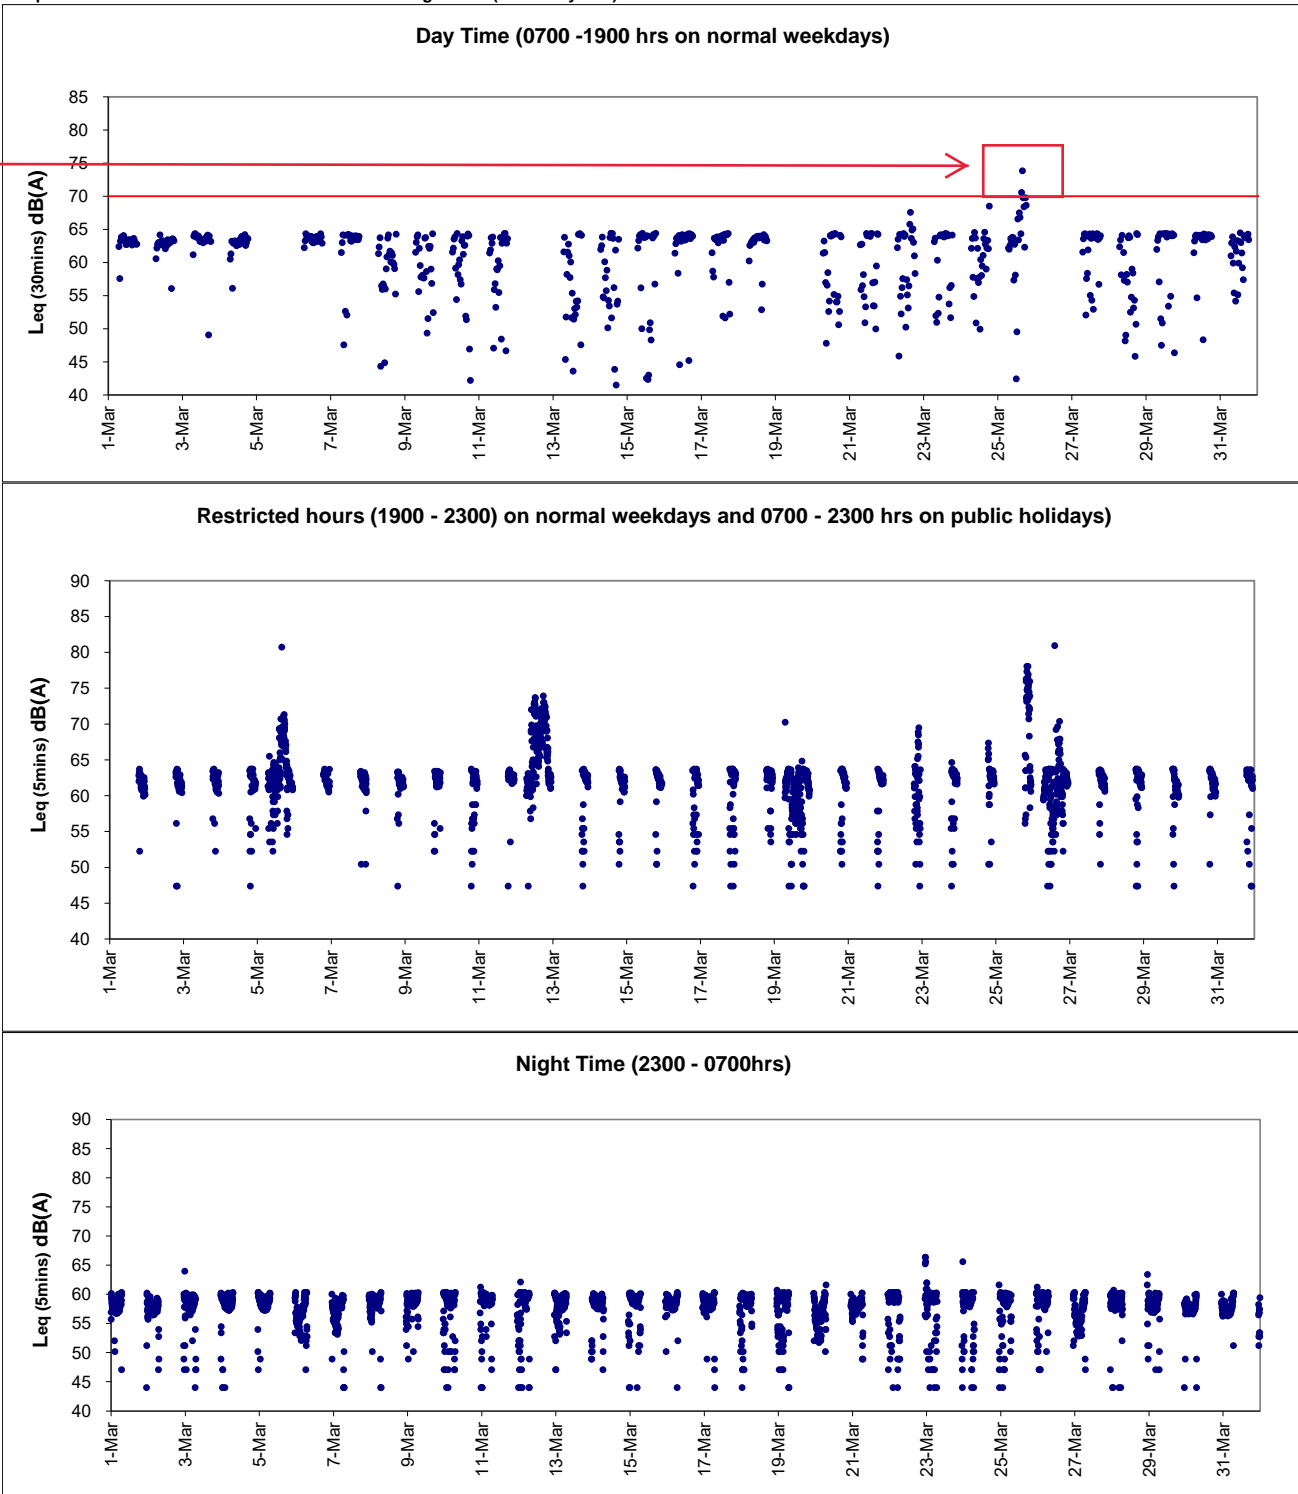 Day Time (0700 -1900 hrs on normal weekdays)
Leq (30mins) dB(A)
85
80
75
70
65
60
55
50
45
40
1-Mar
3-Mar
5-Mar
7-Mar
9-Mar
11-Mar
13-Mar
15-Mar
17-Mar
19-Mar
21-Mar
23-Mar
25-Mar
27-Mar
29-Mar
31-Mar
Restricted hours (1900 - 2300) on normal weekdays and 0700 - 2300 hrs on public holidays)
Leq (5mins) dB(A)
90
85
80
75
70
65
60
55
50
45
40
1-Mar
3-Mar
5-Mar
7-Mar
9-Mar
11-Mar
13-Mar
15-Mar
17-Mar
19-Mar
21-Mar
23-Mar
25-Mar
27-Mar
29-Mar
31-Mar
Night Time (2300 - 0700hrs)
Leq (5mins) dB(A)
90
85
80
75
70
65
60
55
50
45
40
1-Mar
3-Mar
5-Mar
7-Mar
9-Mar
11-Mar
13-Mar
15-Mar
17-Mar
19-Mar
21-Mar
23-Mar
25-Mar
27-Mar
29-Mar
31-Mar